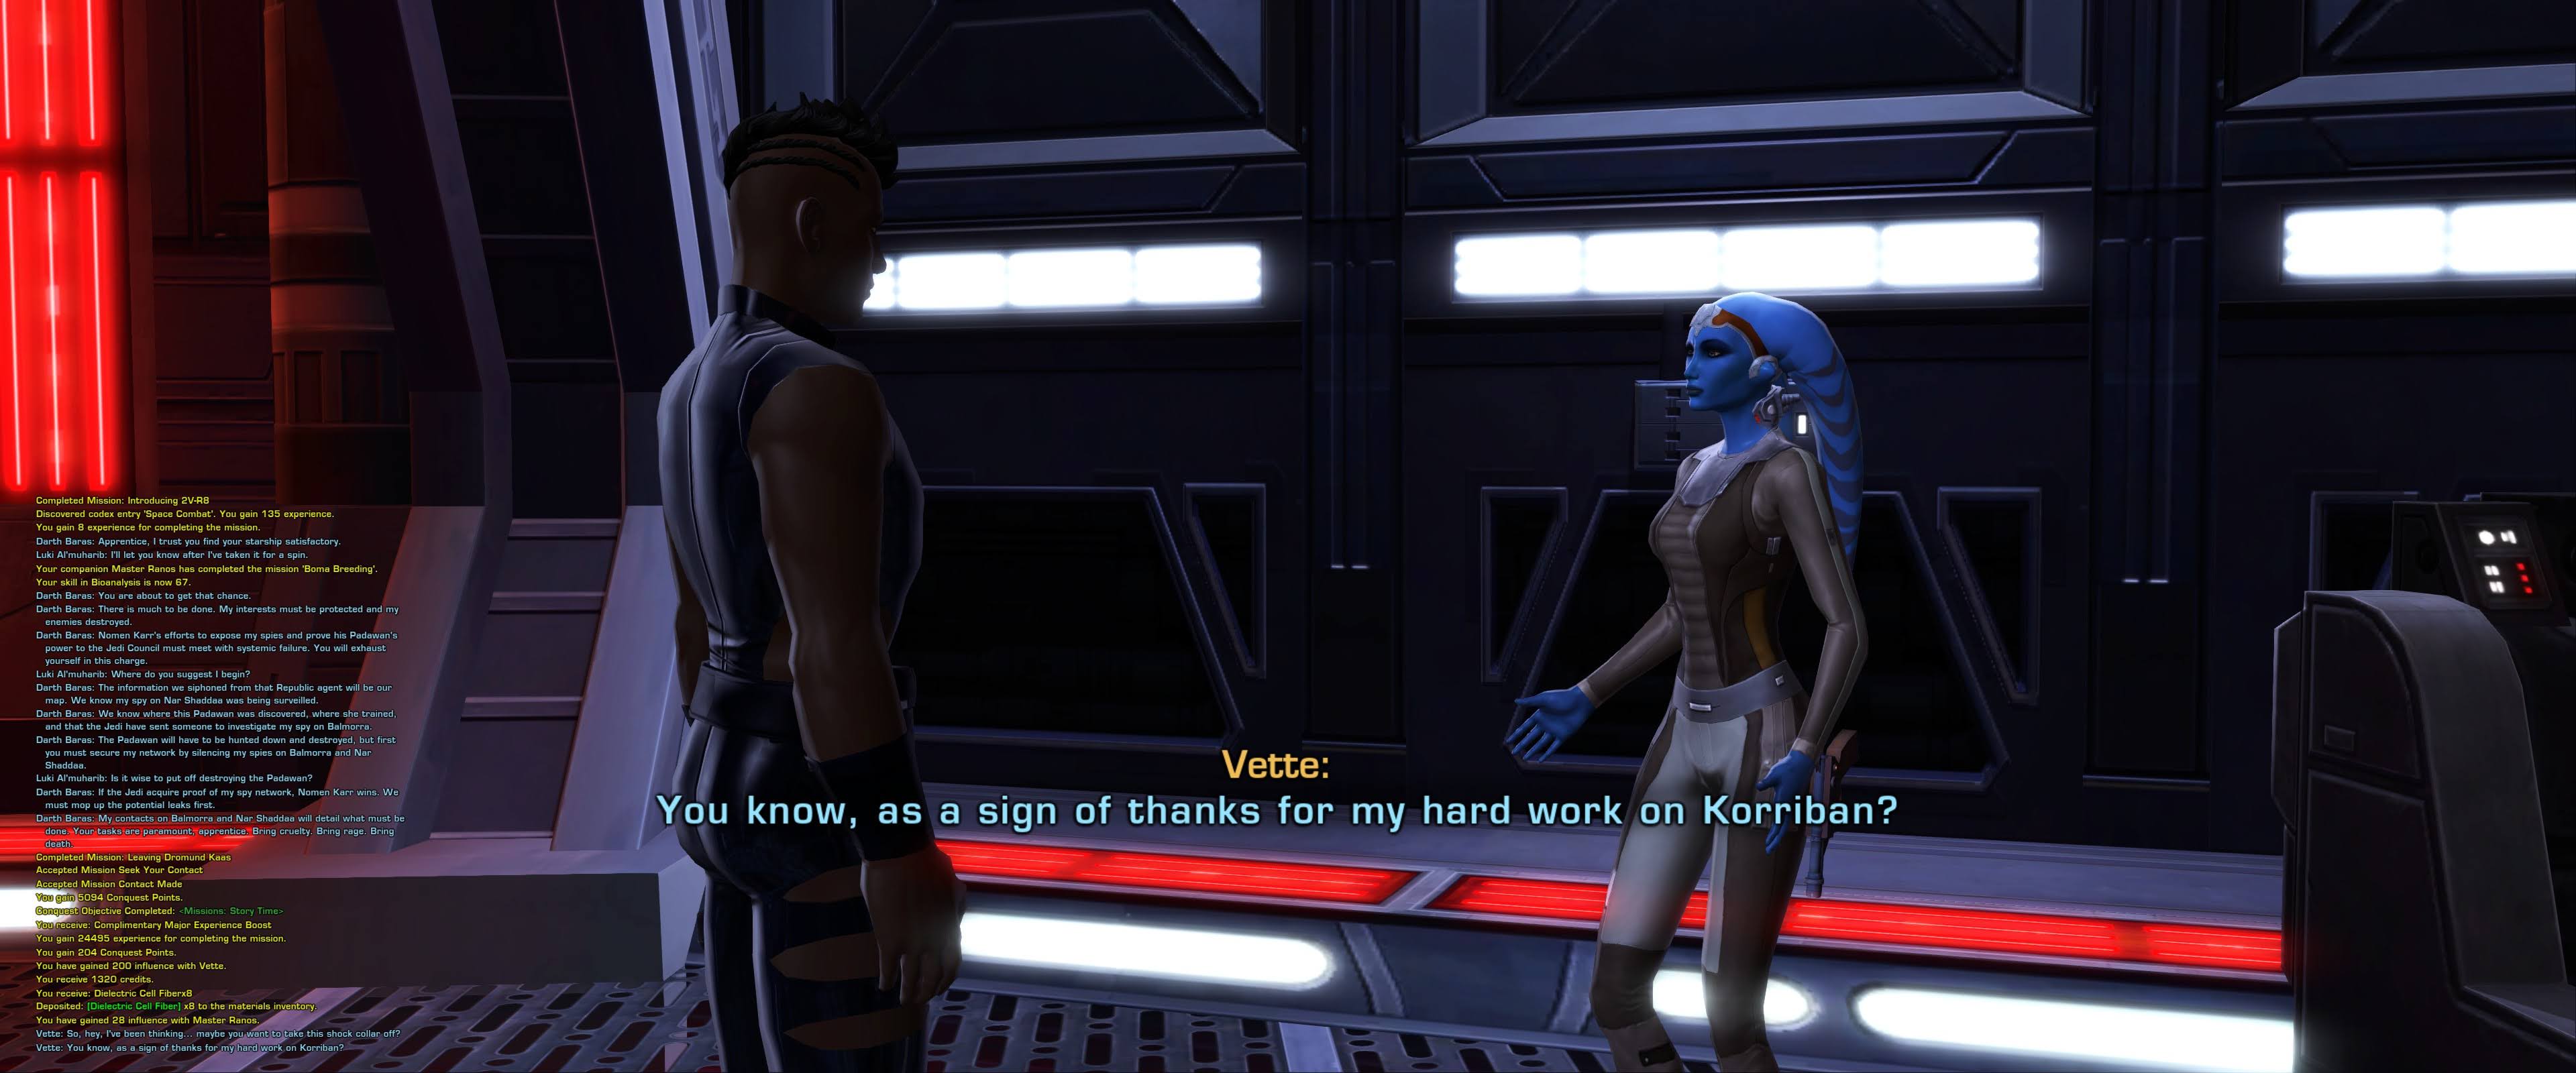 Completed Mission: Introducing 2V-R8
Discovered codex entry 'Space Combat'. You gain 135 experience.
You gain 8 experience for completing the mission.
Darth Baras: Apprentice, I trust you find your starship satisfactory.
Luki Al'muharib: I'll let you know after I've taken it for a spin.
Your companion Master Ranos has completed the mission 'Boma Breeding'.
Your skill in Bioanalysis is now 67.
Darth Baras: You are about to get that chance.
Darth Baras: There is much to be done. My interests must be protected and my
enemies destroyed.
Darth Baras: Nomen Karr's efforts to expose my spies and prove his Padawan's
power to the Jedi Council must meet with systemic failure. You will exhaust
yourself in this charge.
Luki Al'muharib: Where do you suggest I begin?
Darth Baras: The information we siphoned from that Republic agent will be our
map. We know my spy on Nar Shaddaa was being surveilled.
Darth Baras: We know where this Padawan was discovered, where she trained,
and that the Jedi have sent someone to investigate my spy on Balmorra.
Darth Baras: The Padawan will have to be hunted down and destroyed, but first
you must secure my network by silencing my spies on Balmorra and Nar
Shaddaa.
Luki Al'muharib: Is it wise to put off destroying the Padawan?
Darth Baras: If the Jedi acquire proof of my spy network, Nomen Karr wins. We
must mop up the potential leaks first.
Darth Baras: My contacts on Balmorra and Nar Shaddaa will detail what must be
done. Your tasks are paramount, apprentice. Bring cruelty. Bring rage. Bring
death.
Completed Mission: Leaving Dromund Kaas
Accepted Mission Seek Your Contact
Accepted Mission Contact Made
You gain 5094 Conquest Points.
Conquest Objective Completed: <Missions: Story Time>
You receive: Complimentary Major Experience Boost
You gain 24495 experience for completing the mission.
You gain 204 Conquest Points.
You have gained 200 influence with Vette.
You receive 1320 credits.
You receive: Dielectric Cell Fiberx8
Deposited: [Dielectric Cell Fiber] x8 to the materials inventory.
You have gained 28 influence with Master Ranos.
Vette: So, hey, I've been thinking... maybe you want to take this shock collar off?
Vette: You know, as a sign of thanks for my hard work on Korriban?
Vette:
You know, as a sign of thanks for my hard work on Korriban?